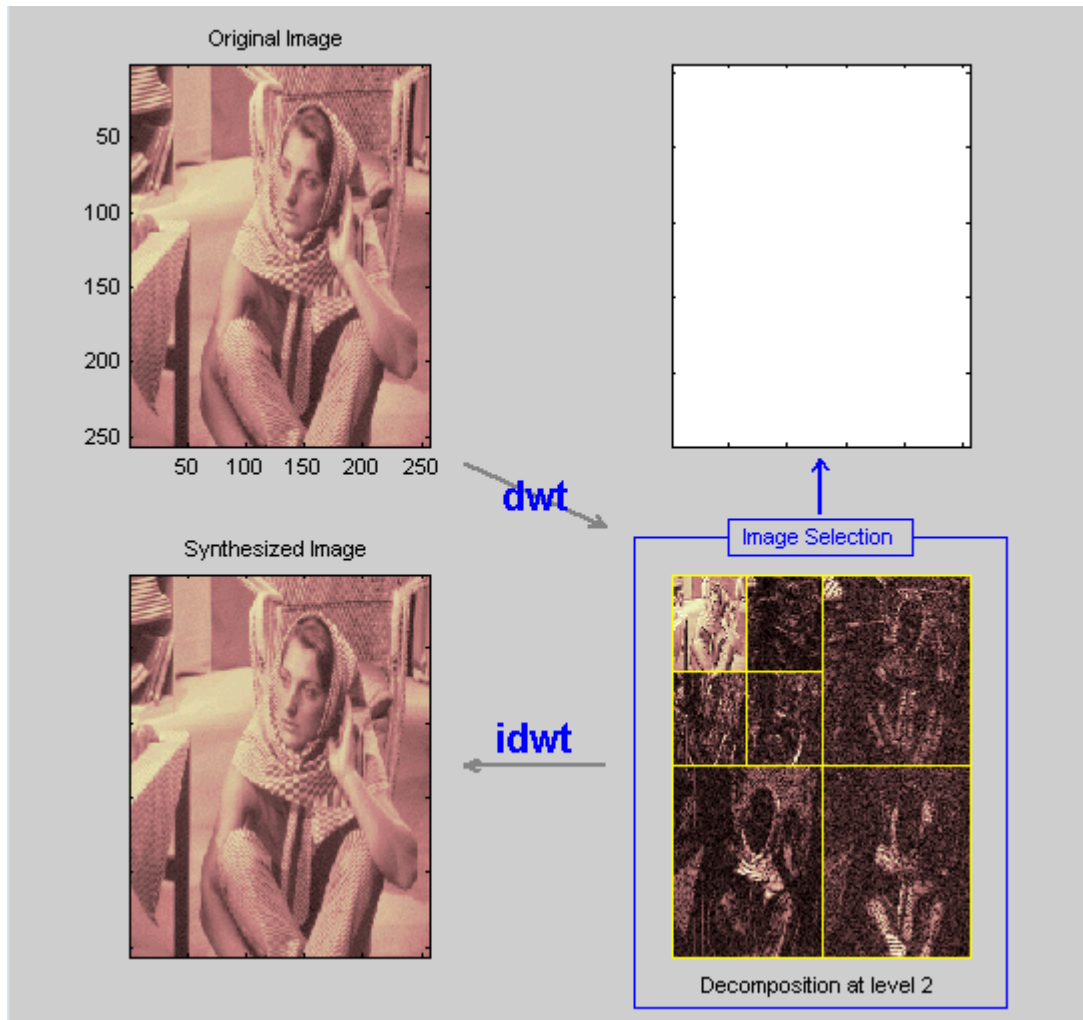 Original Image
50
100
150
200
250
50 100 150 200 250
dwt
Image Selection
Synthesized Image
idwt
Decomposition at level 2